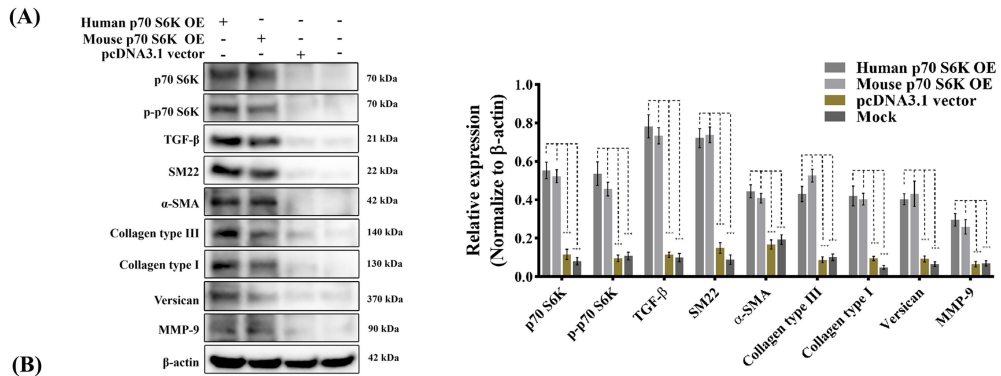 (A)
Human p70 S6K OE + - - -
Mouse p70 S6K OE - + - -
pcDNA3.1 vector - - + -
p70 S6K 70 kDa
p-p70 S6K 70 kDa
TGF-β 21 kDa
SM22 22 kDa
α-SMA 42 kDa
Collagen type III 140 kDa
Collagen type I 130 kDa
Versican 370 kDa
MMP-9 90 kDa
β-actin 42 kDa
(B)
Human p70 S6K OE
Mouse p70 S6K OE
pcDNA3.1 vector
Mock
Relative expression
(Normalize to β-actin)
1.0
0.8
0.6
0.4
0.2
0.0
p70 S6K
p-p70 S6K
TGF-β
SM22
α-SMA
Collagen type III
Collagen type I
Versican
MMP-9